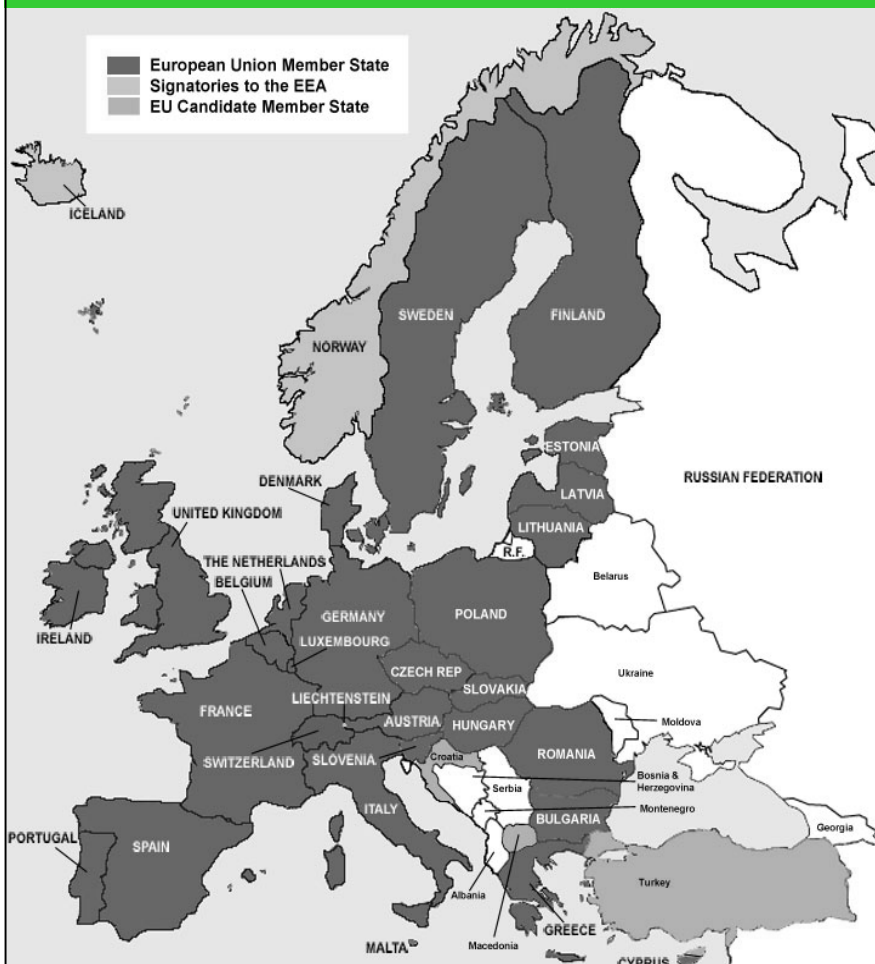 European Union Member State
Signatories to the EEA
EU Candidate Member State
ICELAND
SWEDEN
FINLAND
NORWAY
ESTONIA
RUSSIAN FEDERATION
DENMARK
LATVIA
UNITED KINGDOM
LITHUANIA
R.F.
THE NETHERLANDS
BELGIUM
Belarus
IRELAND
GERMANY
POLAND
LUXEMBOURG
CZECH REP
Ukraine
SLOVAKIA
LIECHTENSTEIN
FRANCE
AUSTRIA
HUNGARY
Moldova
ROMANIA
SWITZERLAND
SLOVENIA
Croatia
Serbia
Bosnia &
Herzegovina
Montenegro
ITALY
BULGARIA
Georgia
PORTUGAL
SPAIN
Turkey
Albania
GREECE
MALTA
Macedonia
CYPRUS